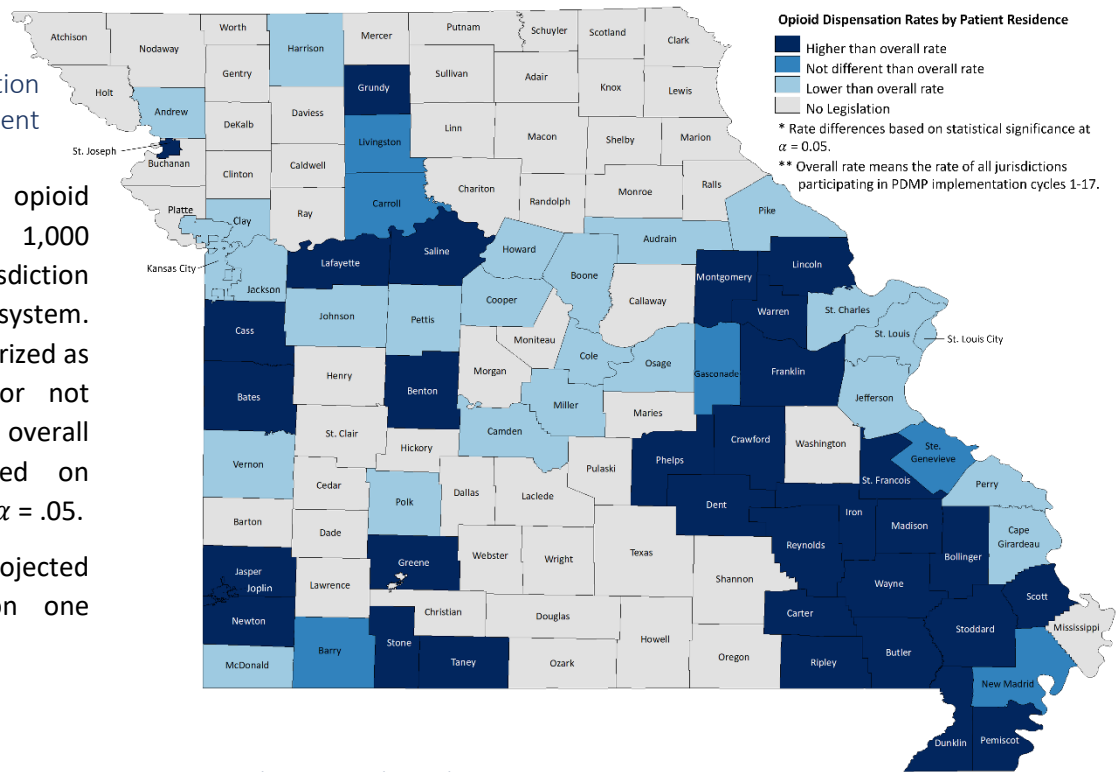 tion
ent
opioid
1,000
isdiction
system.
rized as
or not
overall
ed on
α = .05.
ojected
on one
Opioid Dispensation Rates by Patient Residence
Higher than overall rate
Not different than overall rate
Lower than overall rate
No Legislation
* Rate differences based on statistical significance at
α = 0.05.
** Overall rate means the rate of all jurisdictions
participating in PDMP implementation cycles 1-17.
Atchison
Nodaway
Worth
Harrison
Mercer
Putnam
Schuyler
Scotland
Clark
Holt
Gentry
Grundy
Sullivan
Adair
Knox
Lewis
Andrew
DeKalb
Daviess
Livingston
Linn
Macon
Shelby
Marion
St. Joseph
Buchanan
Clinton
Caldwell
Chariton
Randolph
Monroe
Ralls
Platte
Clay
Ray
Carroll
Pike
Kansas City
Jackson
Lafayette
Saline
Howard
Boone
Audrain
Callaway
Montgomery
Lincoln
Warren
St. Charles
St. Louis
St. Louis City
Cass
Johnson
Pettis
Cooper
Moniteau
Cole
Osage
Gasconade
Franklin
Jefferson
Bates
Henry
Benton
Morgan
Miller
Maries
Camden
St. Clair
Hickory
Pulaski
Phelps
Crawford
Washington
Ste.
Genevieve
St. Francois
Perry
Vernon
Cedar
Polk
Dallas
Laclede
Dent
Iron
Madison
Cape
Girardeau
Barton
Dade
Reynolds
Bollinger
Jasper
Joplin
Lawrence
Greene
Webster
Wright
Texas
Shannon
Wayne
Scott
Newton
Christian
Douglas
Carter
Stoddard
Mississippi
McDonald
Barry
Stone
Taney
Ozark
Howell
Oregon
Ripley
Butler
New Madrid
Dunklin
Pemiscot